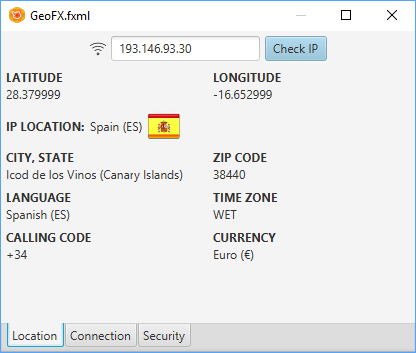 GeoFX.fxml
193.146.93.30 Check IP
LATITUDE LONGITUDE
28.379999 -16.652999
IP LOCATION: Spain (ES)
CITY, STATE ZIP CODE
Icod de los Vinos (Canary Islands) 38440
LANGUAGE TIME ZONE
Spanish (ES) WET
CALLING CODE CURRENCY
+34 Euro (€)
Location Connection Security